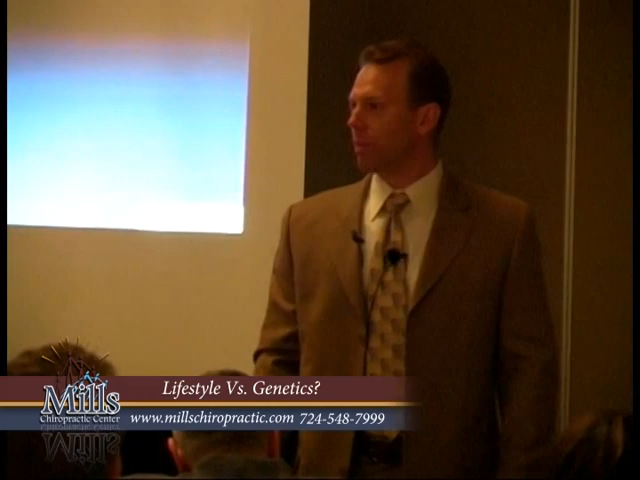 Lifestyle Vs. Genetics?
Mills
Chiropractic Center
www.millschiropractic.com 724-548-7999